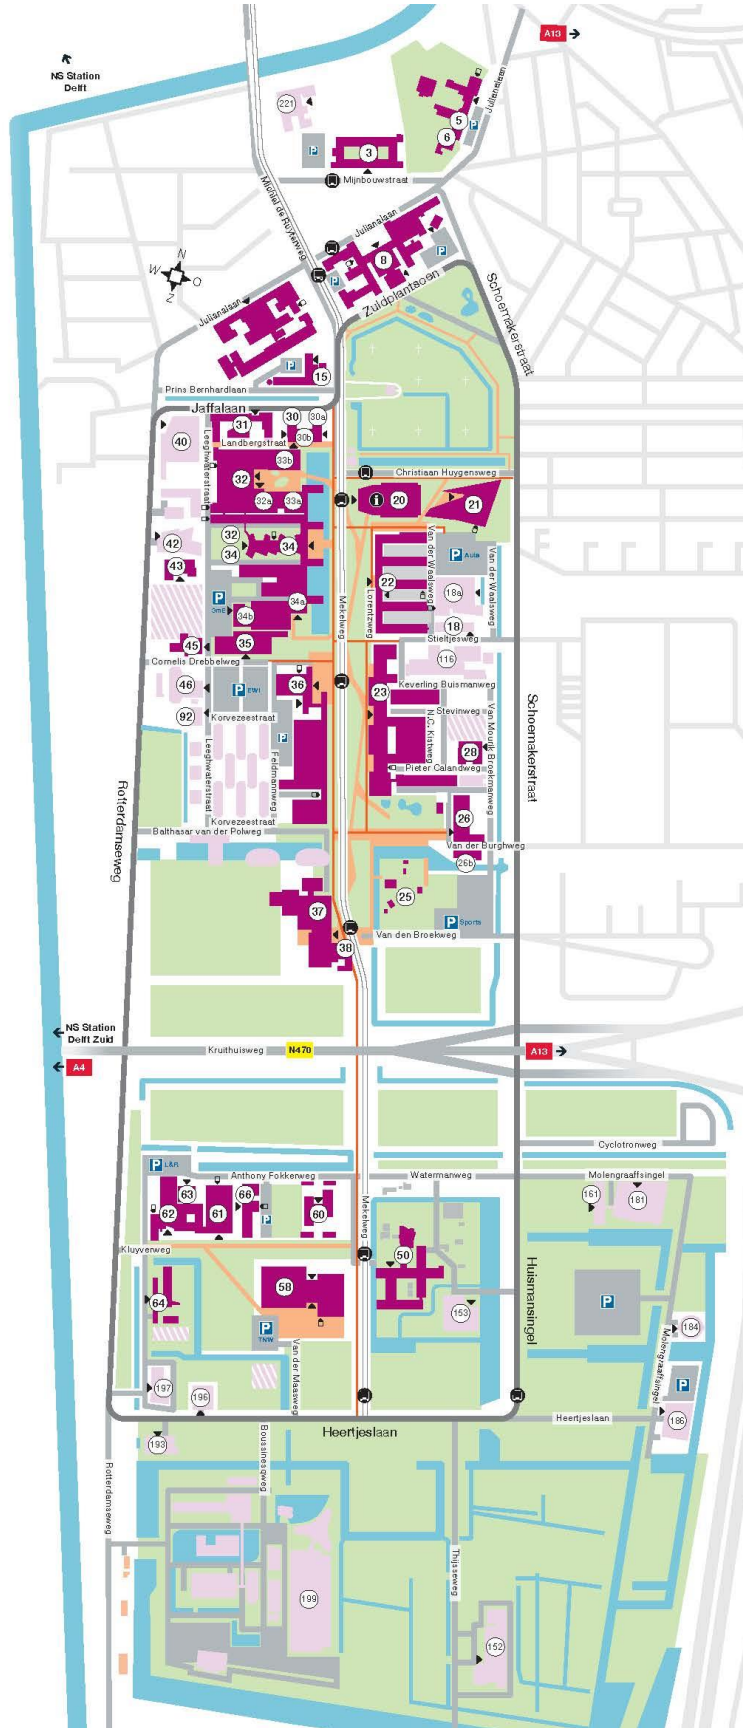 A13
NS Station
Delft
221
5
6
P
Julianalaan
3
P
Mijnbouwstraat
Michiel de Ruyterweg
Julianalaan
8
P
P
Zuidplantsoen
N
W
O
Z
Schoemakerstraat
Julianalaan
P
15
Prins Bernhardlaan
Jaffalaan
40
Leeghwaterstraat
31
30
30a
30b
Landbergstraat
33b
32
32a
33a
Christiaan Huygensweg
i
20
21
42
32
34
34
43
Mekelweg
22
Lorentzweg
Van der Waalsweg
P Aula
Van der Waalsweg
18a
P
34a
34b
18
45
35
Stieltjesweg
Cornelis Drebbelweg
116
46
P EWI
36
23
Keverling Buismanweg
92
Korvezeestraat
Stevinweg
P
N.C. Kistweg
28
Van Mourik Broekmanweg
Schoemakerstraat
Leeghwaterstraat
Feldmannweg
Pieter Calandweg
Rotterdamseweg
Korvezeestraat
26
Balthasar van der Polweg
Van der Burghweg
26b
25
37
P Sports
38
Van den Broekweg
NS Station
Delft Zuid
Kruithuisweg
N470
A13
A4
Cyclotronweg
P L&R
Anthony Fokkerweg
Watermanweg
Molengraaffsingel
63
66
161
181
62
61
P
60
Mekelweg
Kluyverweg
50
Huismansingel
58
64
153
P
P
TNW
184
Van der Maasweg
Molengraaffsingel
197
196
P
186
Heertjeslaan
Heertjeslaan
193
Rotterdamseweg
Boussinesqweg
Thijsseweg
199
152